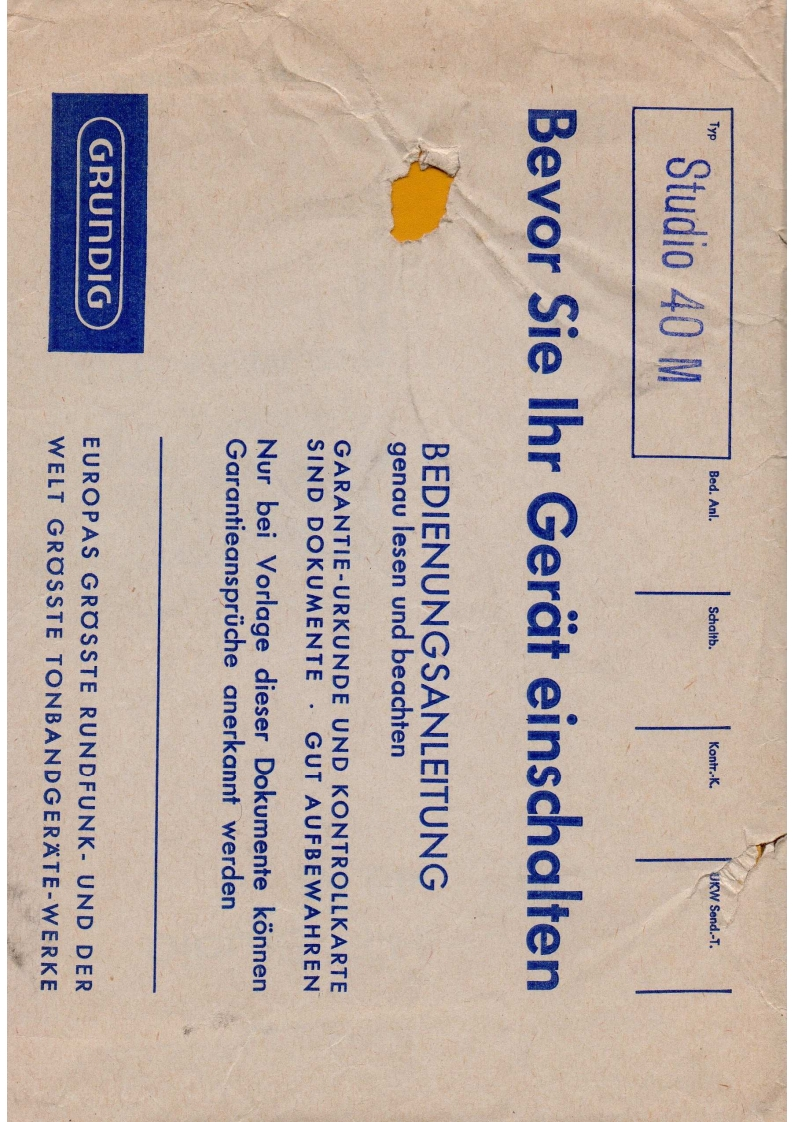 Typ
Studio 40 M
Bed. Anl.
Schaltb.
Kontr.-K.
UKW Send.-T.
Bevor Sie Ihr Gerät einschalten
BEDIENUNGSANLEITUNG
genau lesen und beachten
GARANTIE-URKUNDE UND KONTROLLKARTE
SIND DOKUMENTE · GUT AUFBEWAHREN
Nur bei Vorlage dieser Dokumente können
Garantieansprüche anerkannt werden
GRUNDIG
EUROPAS GRÖSSTE RUNDFUNK- UND DER
WELT GRÖSSTE TONBANDGERÄTE-WERKE